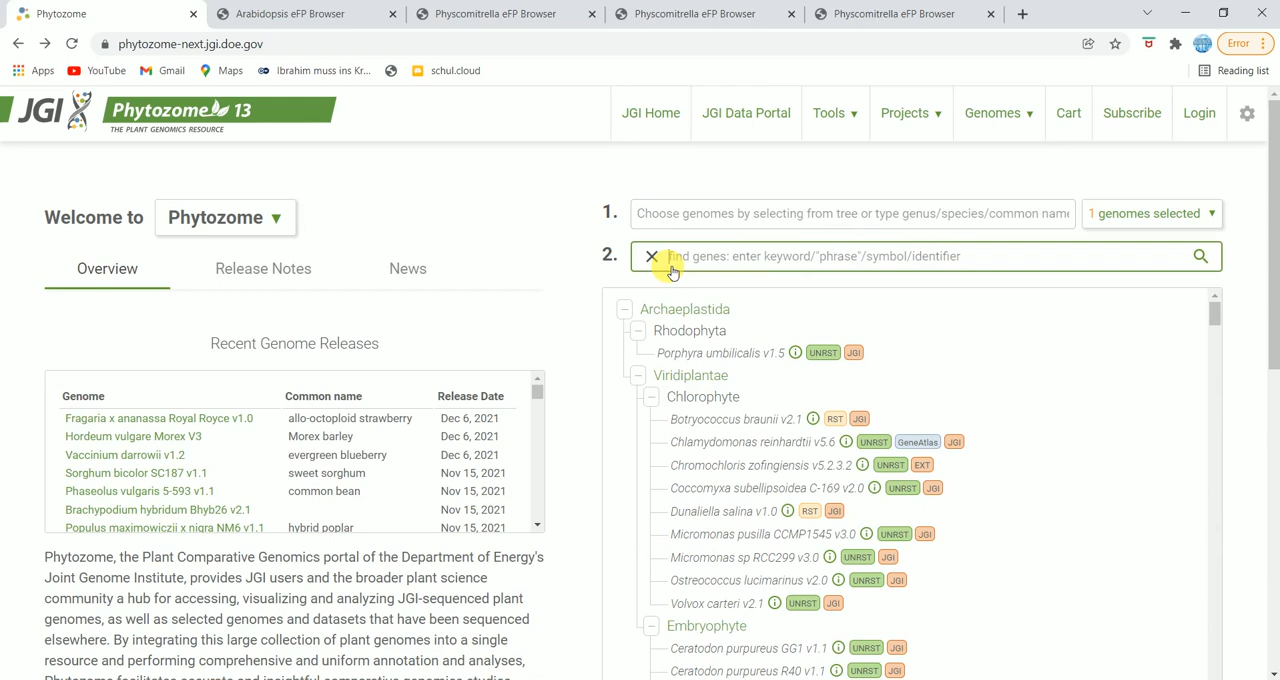 Phytozome
Arabidopsis eFP Browser
Physcomitrella eFP Browser
Physcomitrella eFP Browser
Physcomitrella eFP Browser
phytozome-next.jgi.doe.gov
Error
Apps
YouTube
Gmail
Maps
Ibrahim muss ins Kr...
schul.cloud
Reading list
JGI Phytozome 13
THE PLANT GENOMICS RESOURCE
JGI Home
JGI Data Portal
Tools ▼
Projects ▼
Genomes ▼
Cart
Subscribe
Login
Welcome to Phytozome ▼
Overview
Release Notes
News
Recent Genome Releases
Genome Common name Release Date
Fragaria x ananassa Royal Royce v1.0 allo-octoploid strawberry Dec 6, 2021
Hordeum vulgare Morex V3 Morex barley Dec 6, 2021
Vaccinium darrowii v1.2 evergreen blueberry Dec 6, 2021
Sorghum bicolor SC187 v1.1 sweet sorghum Nov 15, 2021
Phaseolus vulgaris 5-593 v1.1 common bean Nov 15, 2021
Brachypodium hybridum Bhyb26 v2.1 Nov 15, 2021
Populus maximowiczii x nigra NM6 v1.1 hybrid poplar Nov 15, 2021
Phytozome, the Plant Comparative Genomics portal of the Department of Energy's
Joint Genome Institute, provides JGI users and the broader plant science
community a hub for accessing, visualizing and analyzing JGI-sequenced plant
genomes, as well as selected genomes and datasets that have been sequenced
elsewhere. By integrating this large collection of plant genomes into a single
resource and performing comprehensive and uniform annotation and analyses,
Phytozome facilitates accurate and insightful comparative genomics studies
1. Choose genomes by selecting from tree or type genus/species/common name
1 genomes selected ▼
2. find genes: enter keyword/"phrase"/symbol/identifier
Archaeplastida
Rhodophyta
Porphyra umbilicalis v1.5 UNRST JGI
Viridiplantae
Chlorophyte
Botryococcus braunii v2.1 RST JGI
Chlamydomonas reinhardtii v5.6 UNRST GeneAtlas JGI
Chromochloris zofingiensis v5.2.3.2 UNRST EXT
Coccomyxa subellipsoidea C-169 v2.0 UNRST JGI
Dunaliella salina v1.0 RST JGI
Micromonas pusilla CCMP1545 v3.0 UNRST JGI
Micromonas sp RCC299 v3.0 UNRST JGI
Ostreococcus lucimarinus v2.0 UNRST JGI
Volvox carteri v2.1 UNRST JGI
Embryophyte
Ceratodon purpureus GG1 v1.1 UNRST JGI
Ceratodon purpureus R40 v1.1 UNRST JGI